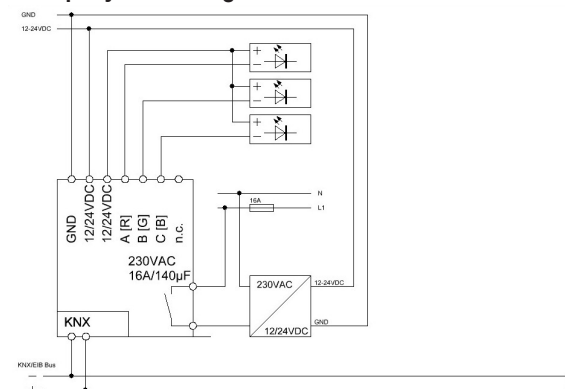 GND
12-24VDC
+
−
+
−
+
−
GND
12/24VDC
12/24VDC
A [R]
B [G]
C [B]
n.c.
N
16A
L1
230VAC
16A/140µF
230VAC
12-24VDC
GND
12/24VDC
KNX
KNX/EIB Bus
−
+